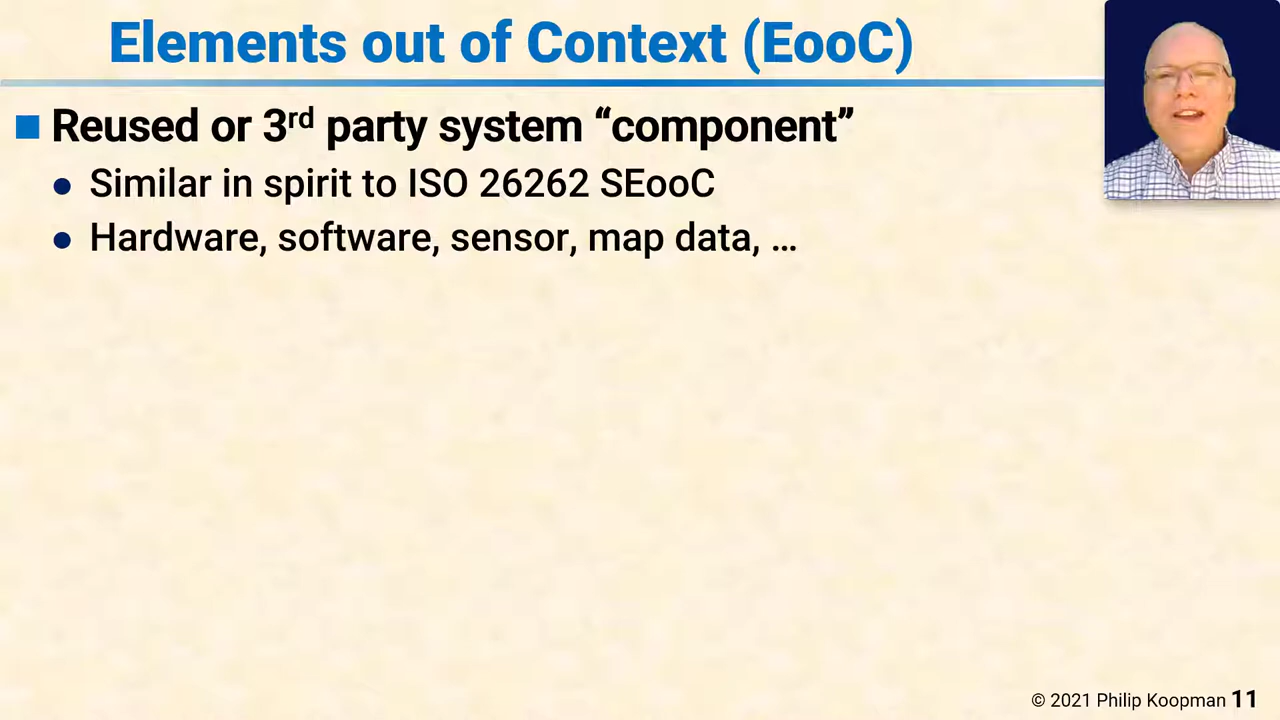 Elements out of Context (EooC)
Reused or 3rd party system “component”
Similar in spirit to ISO 26262 SEooC
Hardware, software, sensor, map data, ...
© 2021 Philip Koopman 11